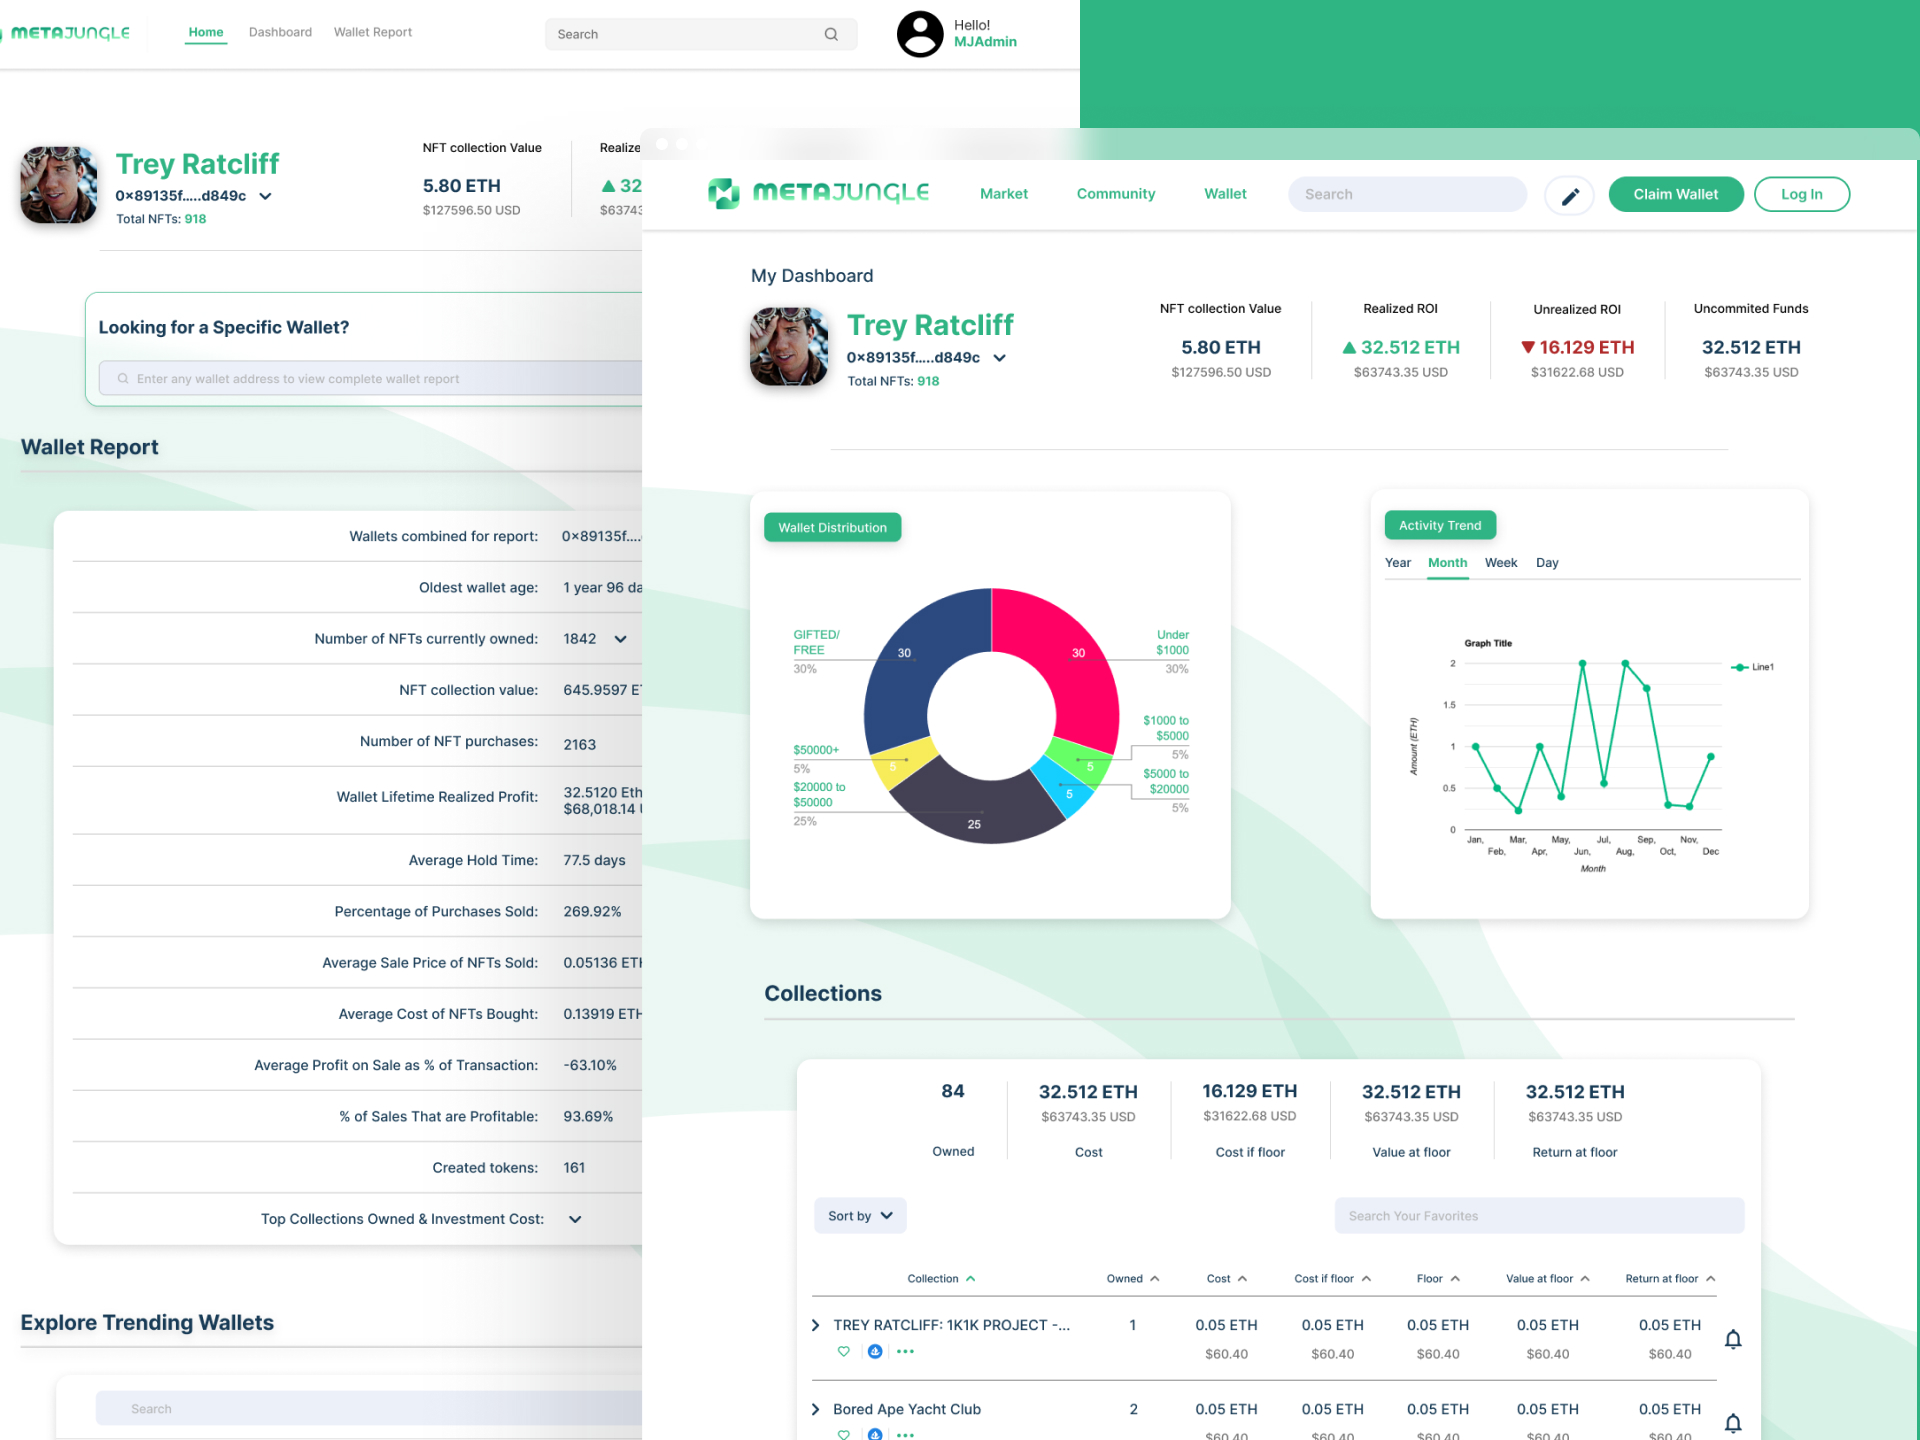 METAJUNGLE
Home
Dashboard
Wallet Report
Search
Hello!
MJAdmin
Trey Ratcliff
0x89135f.....d849c
Total NFTs: 918
NFT collection Value
5.80 ETH
$127596.50 USD
Realize
32
$63743
Looking for a Specific Wallet?
Enter any wallet address to view complete wallet report
Wallet Report
Wallets combined for report: 0x89135f....
Oldest wallet age: 1 year 96 da
Number of NFTs currently owned: 1842
NFT collection value: 645.9597 ET
Number of NFT purchases: 2163
Wallet Lifetime Realized Profit: 32.5120 Eth
$68,018.14 U
Average Hold Time: 77.5 days
Percentage of Purchases Sold: 269.92%
Average Sale Price of NFTs Sold: 0.05136 ETH
Average Cost of NFTs Bought: 0.13919 ETH
Average Profit on Sale as % of Transaction: -63.10%
% of Sales That are Profitable: 93.69%
Created tokens: 161
Top Collections Owned & Investment Cost:
Explore Trending Wallets
Search
METAJUNGLE
Market
Community
Wallet
Search
Claim Wallet
Log In
My Dashboard
Trey Ratcliff
0x89135f.....d849c
Total NFTs: 918
NFT collection Value
5.80 ETH
$127596.50 USD
Realized ROI
32.512 ETH
$63743.35 USD
Unrealized ROI
16.129 ETH
$31622.68 USD
Uncommited Funds
32.512 ETH
$63743.35 USD
Wallet Distribution
GIFTED/
FREE
30%
30
30
Under
$1000
30%
$1000 to
$5000
5%
5
$5000 to
$20000
5%
5
$50000+
5%
5
$20000 to
$50000
25%
25
Activity Trend
Year Month Week Day
Graph Title
Line1
2
1.5
1
0.5
0
Amount (ETH)
Jan, Feb, Mar, Apr, May, Jun, Jul, Aug, Sep, Oct, Nov, Dec
Month
Collections
84
Owned
32.512 ETH
$63743.35 USD
Cost
16.129 ETH
$31622.68 USD
Cost if floor
32.512 ETH
$63743.35 USD
Value at floor
32.512 ETH
$63743.35 USD
Return at floor
Sort by
Search Your Favorites
Collection Owned Cost Cost if floor Floor Value at floor Return at floor
TREY RATCLIFF: 1K1K PROJECT -... 1 0.05 ETH 0.05 ETH 0.05 ETH 0.05 ETH 0.05 ETH
$60.40 $60.40 $60.40 $60.40 $60.40
Bored Ape Yacht Club 2 0.05 ETH 0.05 ETH 0.05 ETH 0.05 ETH 0.05 ETH
$60.40 $60.40 $60.40 $60.40 $60.40